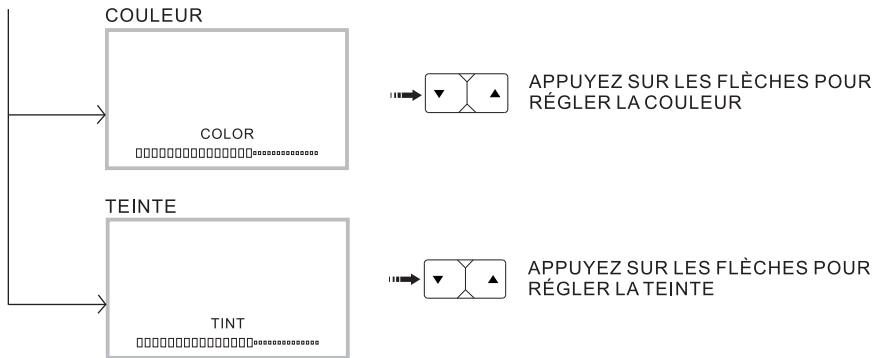 COULEUR
COLOR
APPUYEZ SUR LES FLÈCHES POUR
RÉGLER LA COULEUR
TEINTE
TINT
APPUYEZ SUR LES FLÈCHES POUR
RÉGLER LA TEINTE